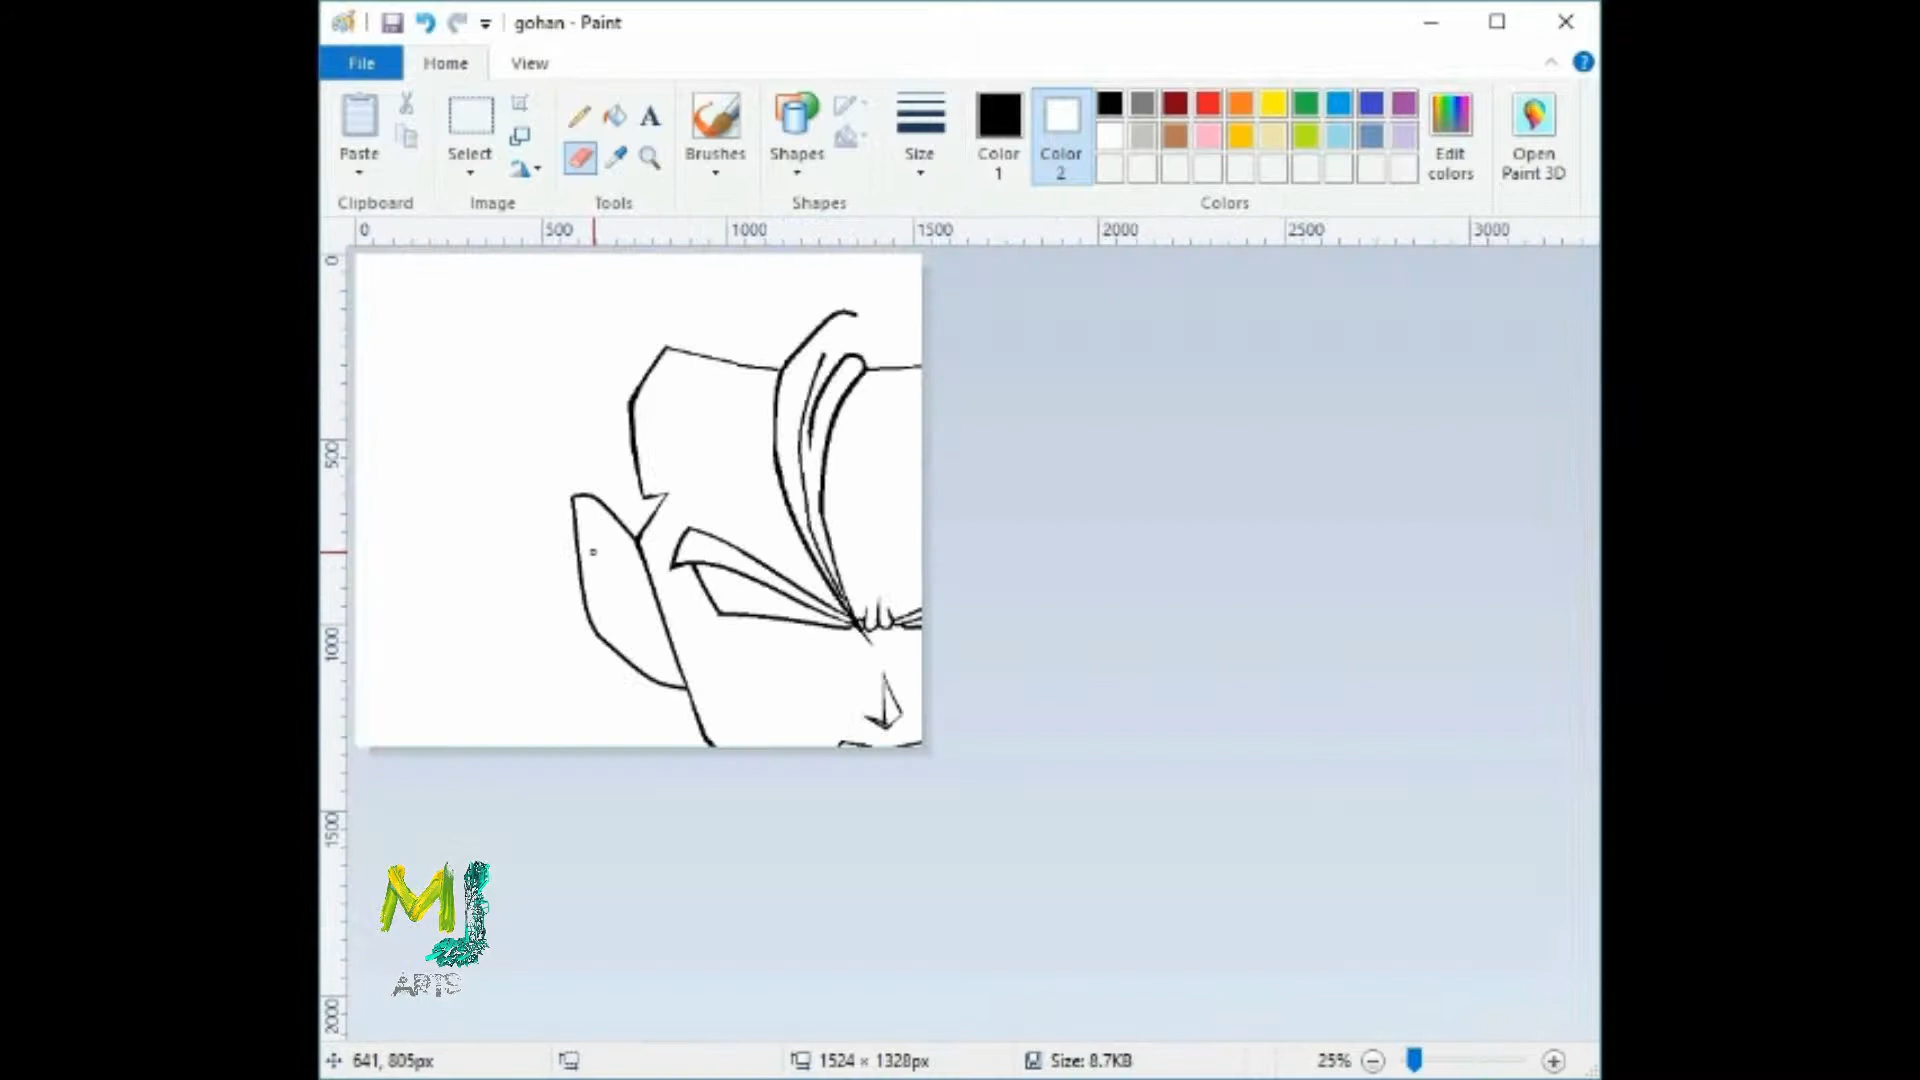 gohan - Paint
File Home View
Paste Select Brushes Shapes Size Color 1 Color 2 Edit colors Open Paint 3D
Clipboard Image Tools Shapes Colors
0 500 1000 1500 2000 2500 3000
0
500
1000
1500
2000
MJ
ARTS
641, 805px 1524 × 1328px Size: 8.7KB 25%